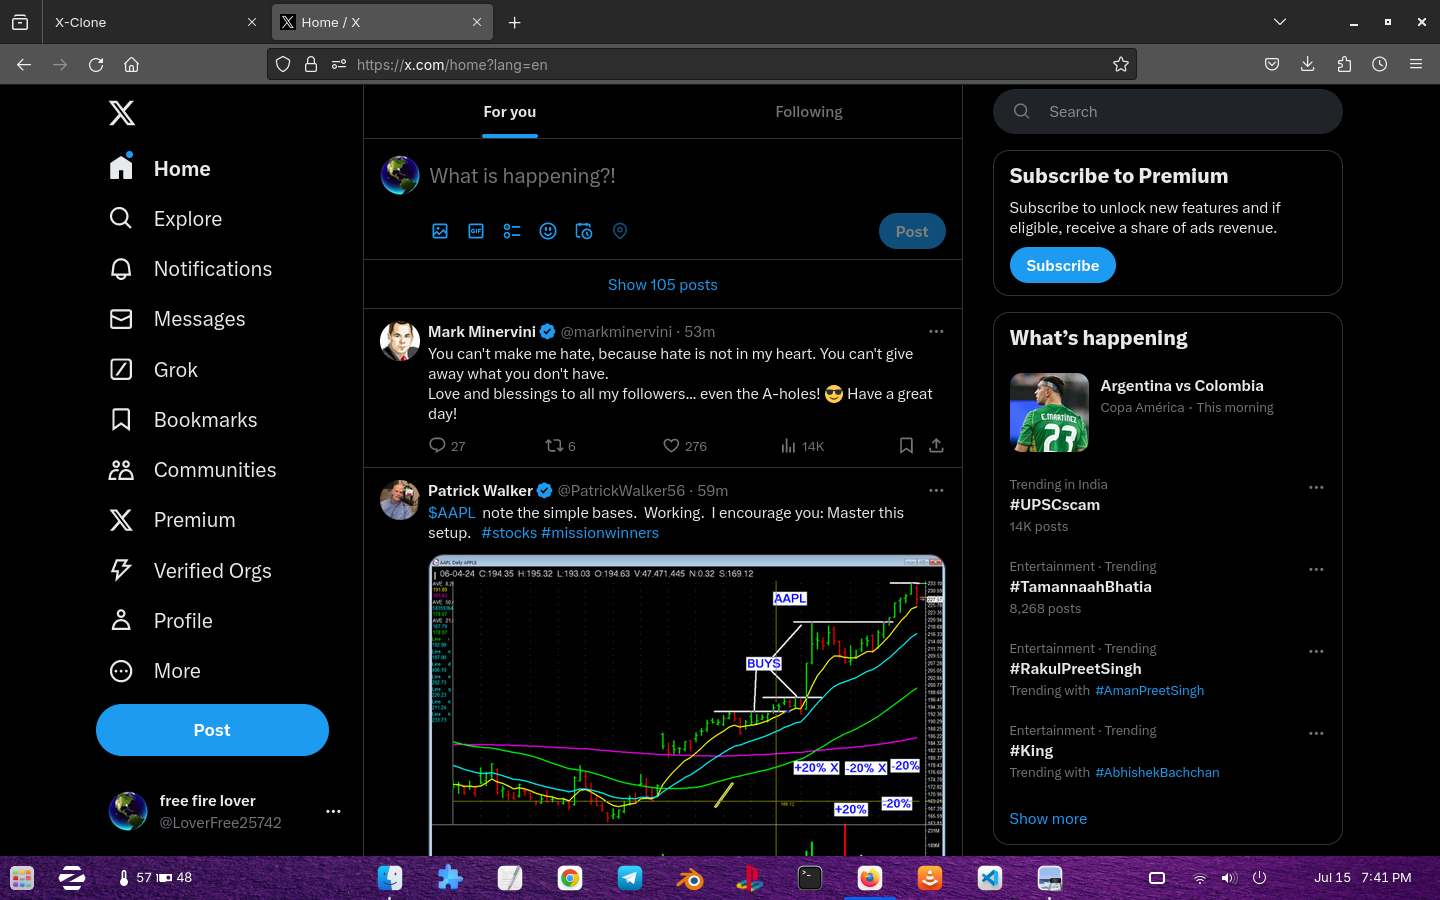 X-Clone
Home / X
https://x.com/home?lang=en
Home
Explore
Notifications
Messages
Grok
Bookmarks
Communities
Premium
Verified Orgs
Profile
More
Post
free fire lover
@LoverFree25742
For you
Following
What is happening?!
GIF
Post
Show 105 posts
Mark Minervini @markminervini · 53m
You can't make me hate, because hate is not in my heart. You can't give
away what you don't have.
Love and blessings to all my followers... even the A-holes! 😎 Have a great
day!
27
6
276
14K
Patrick Walker @PatrickWalker56 · 59m
$AAPL note the simple bases. Working. I encourage you: Master this
setup. #stocks #missionwinners
AAPL Daily APPLE
06-04-24 C:194.35 H:195.32 L:193.03 O:194.63 V:47,471,445 N:0.32 S:169.12
AAPL
BUYS
+20% X
-20% X
-20%
+20%
-20%
Search
Subscribe to Premium
Subscribe to unlock new features and if
eligible, receive a share of ads revenue.
Subscribe
What's happening
E.MARTÍNEZ
23
Argentina vs Colombia
Copa América · This morning
Trending in India
#UPSCscam
14K posts
Entertainment · Trending
#TamannaahBhatia
8,268 posts
Entertainment · Trending
#RakulPreetSingh
Trending with #AmanPreetSingh
Entertainment · Trending
#King
Trending with #AbhishekBachchan
Show more
57
48
Jul 15 7:41 PM